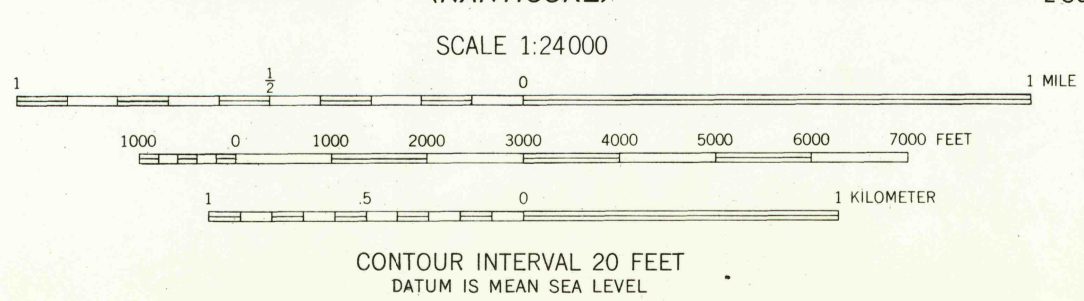 SCALE 1:24000
1 1/2 0 1 MILE
1000 0 1000 2000 3000 4000 5000 6000 7000 FEET
1 .5 0 1 KILOMETER
CONTOUR INTERVAL 20 FEET
DATUM IS MEAN SEA LEVEL